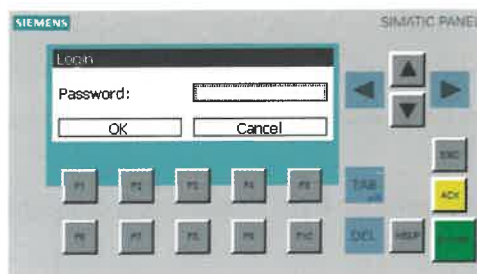 SIEMENS
SIMATIC PANEL
Login
Password:
OK
Cancel
F1 F2 F3 F4 F5
TAB
ESC
ACK
F6 F7 F8 F9 F10
DEL
HELP